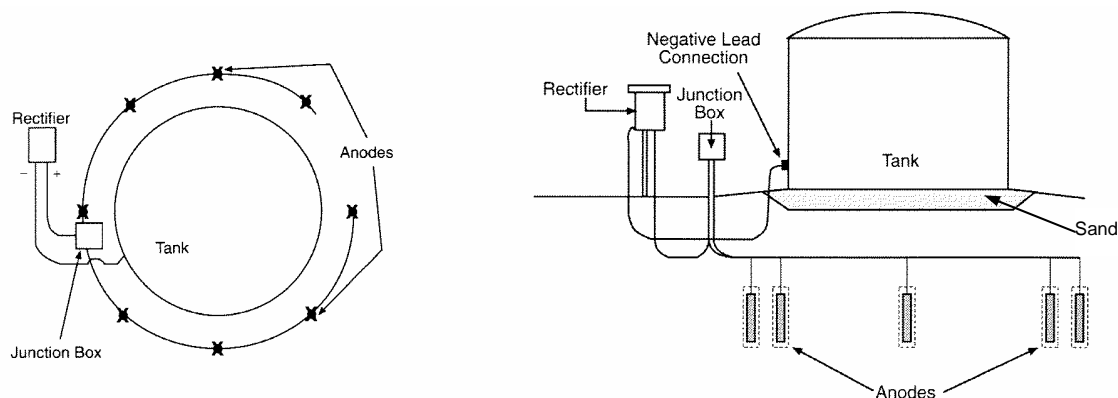 Rectifier
− +
Anodes
Tank
Junction Box
Negative Lead
Connection
Rectifier
Junction
Box
Tank
Sand
Anodes